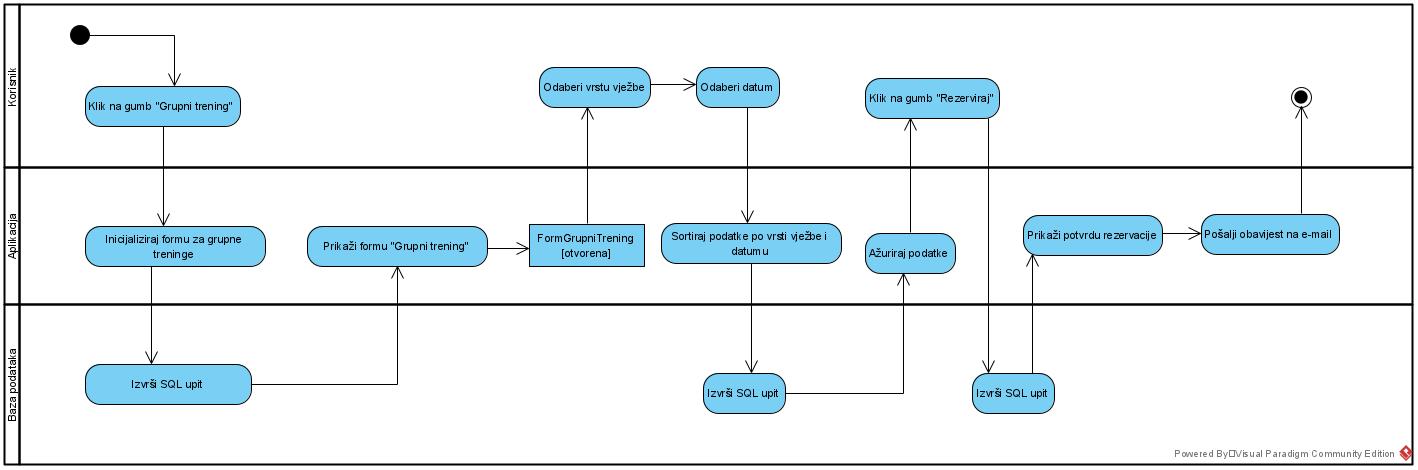 Korisnik
Klik na gumb "Grupni trening"
Odaberi vrstu vježbe
Odaberi datum
Klik na gumb "Rezerviraj"
Aplikacija
Inicijaliziraj formu za grupne
treninge
Prikaži formu "Grupni trening"
FormGrupniTrening
[otvorena]
Sortiraj podatke po vrsti vježbe i
datumu
Ažuriraj podatke
Prikaži potvrdu rezervacije
Pošalji obavijest na e-mail
Baza podataka
Izvrši SQL upit
Izvrši SQL upit
Izvrši SQL upit
Powered By□Visual Paradigm Community Edition